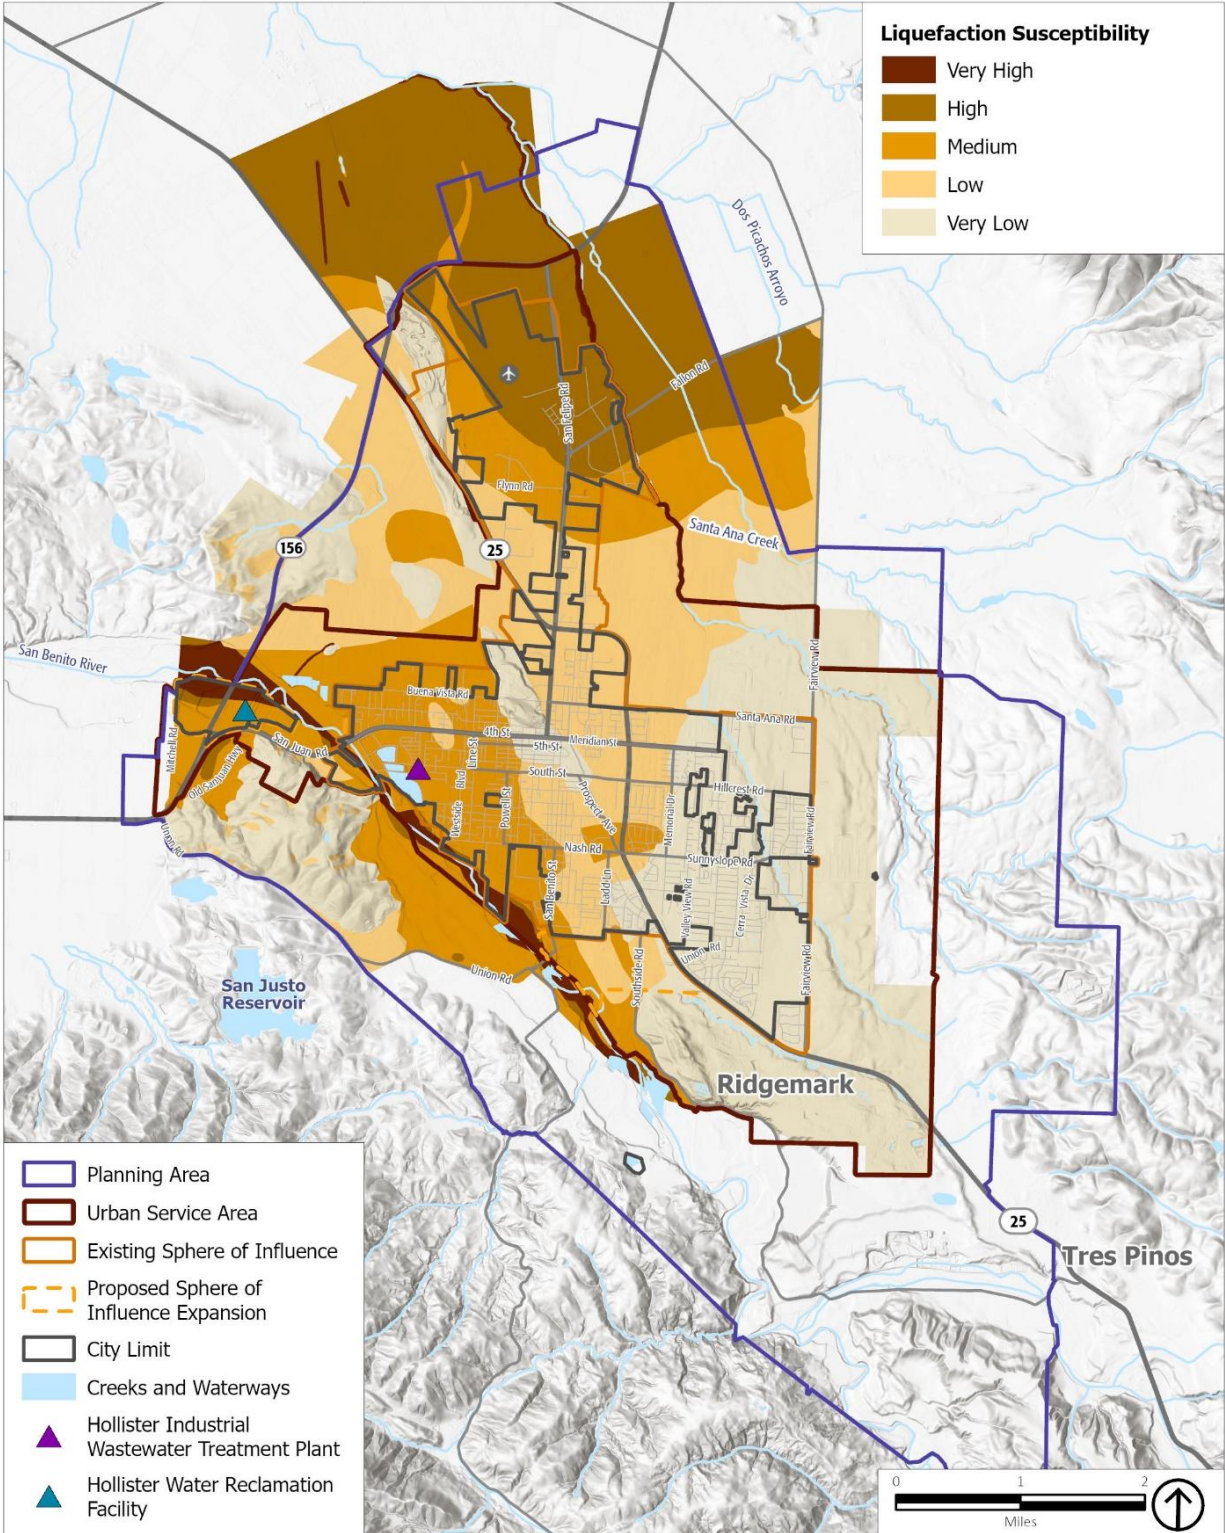 Liquefaction Susceptibility
Very High
High
Medium
Low
Very Low
Dos Picachos Arroyo
Fallon Rd
San Felipe Rd
Flynn Rd
Santa Ana Creek
156
25
San Benito River
Fairview Rd
Buena Vista Rd
Santa Ana Rd
4th St
Meridian St
5th St
Line St
Mitchell Rd
San Juan Rd
Old San Juan Hwy
South St
Hillcrest Rd
Westside Blvd
Powell St
Prospect Ave
Memorial Dr
Fairview Rd
Union Rd
Nash Rd
Sunnyslope Rd
San Benito St
Ladd Ln
Valley View Rd
Cerra Vista Dr
Union Rd
Southside Rd
Fairview Rd
Union Rd
San Justo
Reservoir
Ridgemark
25
Tres Pinos
Planning Area
Urban Service Area
Existing Sphere of Influence
Proposed Sphere of
Influence Expansion
City Limit
Creeks and Waterways
Hollister Industrial
Wastewater Treatment Plant
Hollister Water Reclamation
Facility
0 1 2
Miles